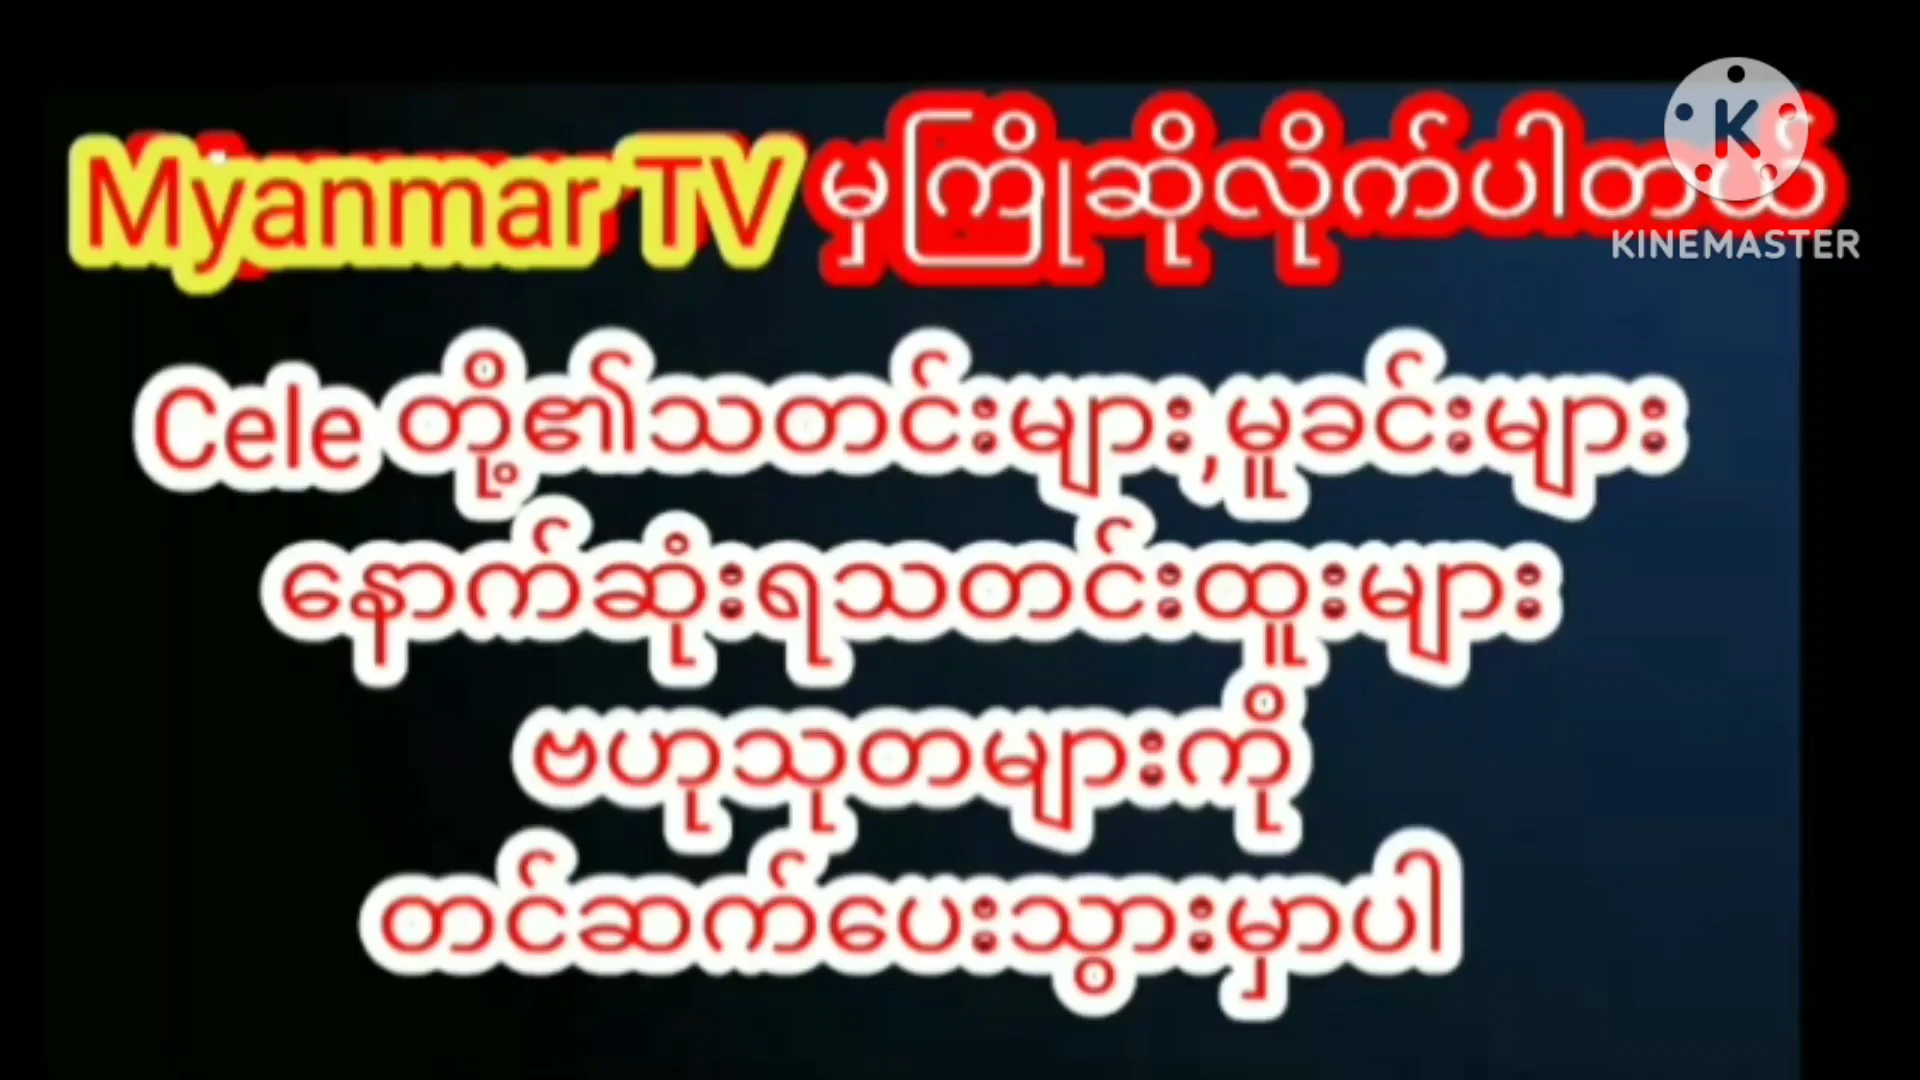 Myanmar TV မှကြိုဆိုလိုက်ပါတယ်
KINEMASTER
Cele တို့၏သတင်းများ,မှုခင်းများ
နောက်ဆုံးရသတင်းထူးများ
ဗဟုသုတများကို
တင်ဆက်ပေးသွားမှာပါ